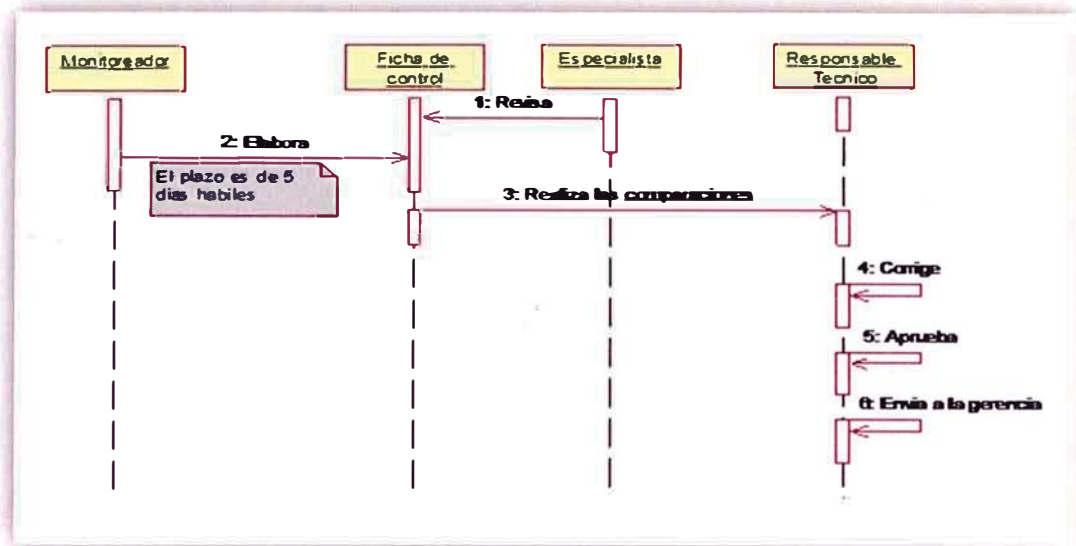 Monitoreador
Ficha de
control
Especialista
Responsable
Tecnico
1: Revisa
2: Elabora
El plazo es de 5
dias habiles
3: Realiza las comparaciones
4: Corrige
5: Aprueba
6: Envia a la gerencia